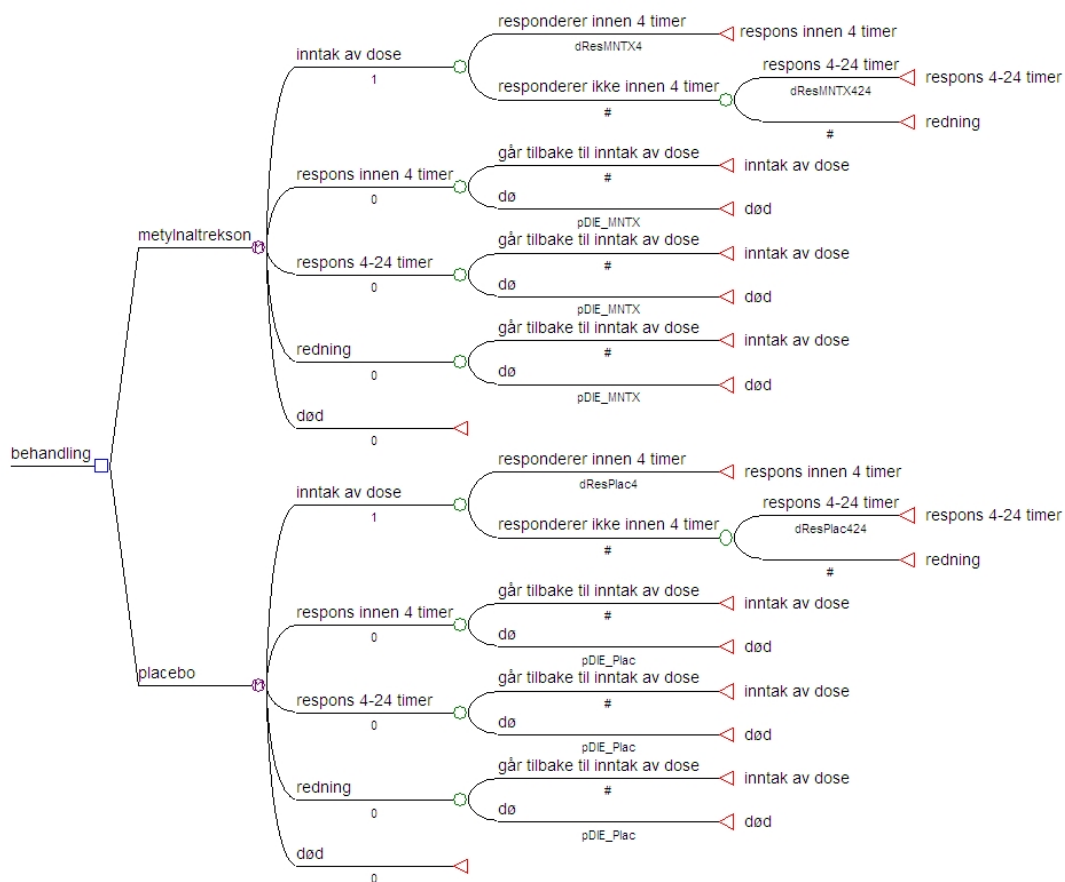 responderer innen 4 timer
respons innen 4 timer
dResMNTX4
inntak av dose
1
respons 4-24 timer
respons 4-24 timer
dResMNTX424
responderer ikke innen 4 timer
#
redning
#
går tilbake til inntak av dose
inntak av dose
#
respons innen 4 timer
0
dø
død
pDIE_MNTX
metylnaltrekson
går tilbake til inntak av dose
inntak av dose
#
respons 4-24 timer
0
dø
død
pDIE_MNTX
går tilbake til inntak av dose
inntak av dose
#
redning
0
dø
død
pDIE_MNTX
død
0
behandling
responderer innen 4 timer
respons innen 4 timer
dResPlac4
inntak av dose
1
respons 4-24 timer
respons 4-24 timer
dResPlac424
responderer ikke innen 4 timer
#
redning
#
går tilbake til inntak av dose
inntak av dose
#
respons innen 4 timer
0
dø
død
pDIE_Plac
placebo
går tilbake til inntak av dose
inntak av dose
#
respons 4-24 timer
0
dø
død
pDIE_Plac
går tilbake til inntak av dose
inntak av dose
#
redning
0
dø
død
pDIE_Plac
død
0